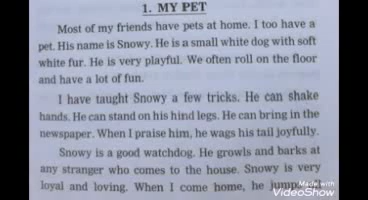 1. MY PET
Most of my friends have pets at home. I too have a
pet. His name is Snowy. He is a small white dog with soft
white fur. He is very playful. We often roll on the floor
and have a lot of fun.
I have taught Snowy a few tricks. He can shake
hands. He can stand on his hind legs. He can bring in the
newspaper. When I praise him, he wags his tail joyfully.
Snowy is a good watchdog. He growls and barks at
any stranger who comes to the house. Snowy is very
loyal and loving. When I come home, he
Made with
VideoShow